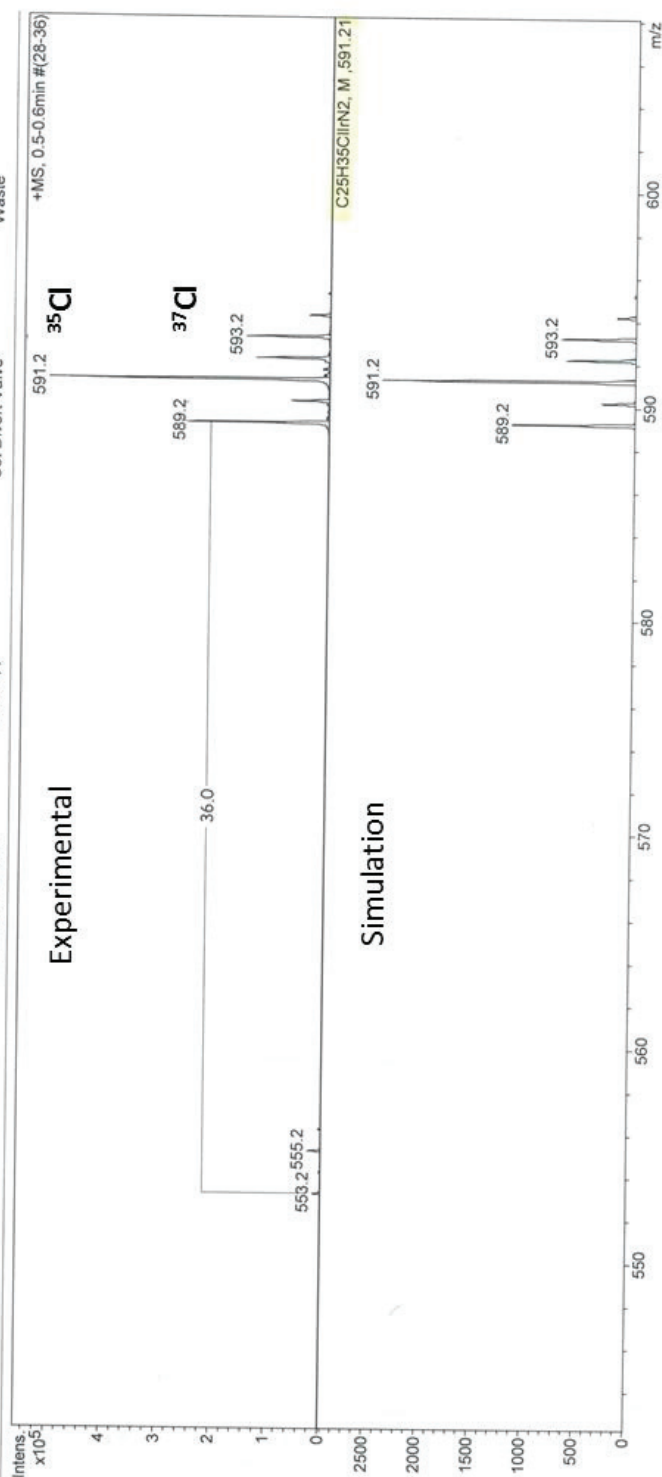 Waste
Intens.
x10⁵
+MS, 0.5-0.6min #(28-36)
Experimental
³⁵Cl
³⁷Cl
591.2
589.2
593.2
36.0
553.2
555.2
4
3
2
1
0
C25H35ClIrN2, M ,591.21
Simulation
591.2
589.2
593.2
2500
2000
1500
1000
500
0
550
560
570
580
590
600
m/z